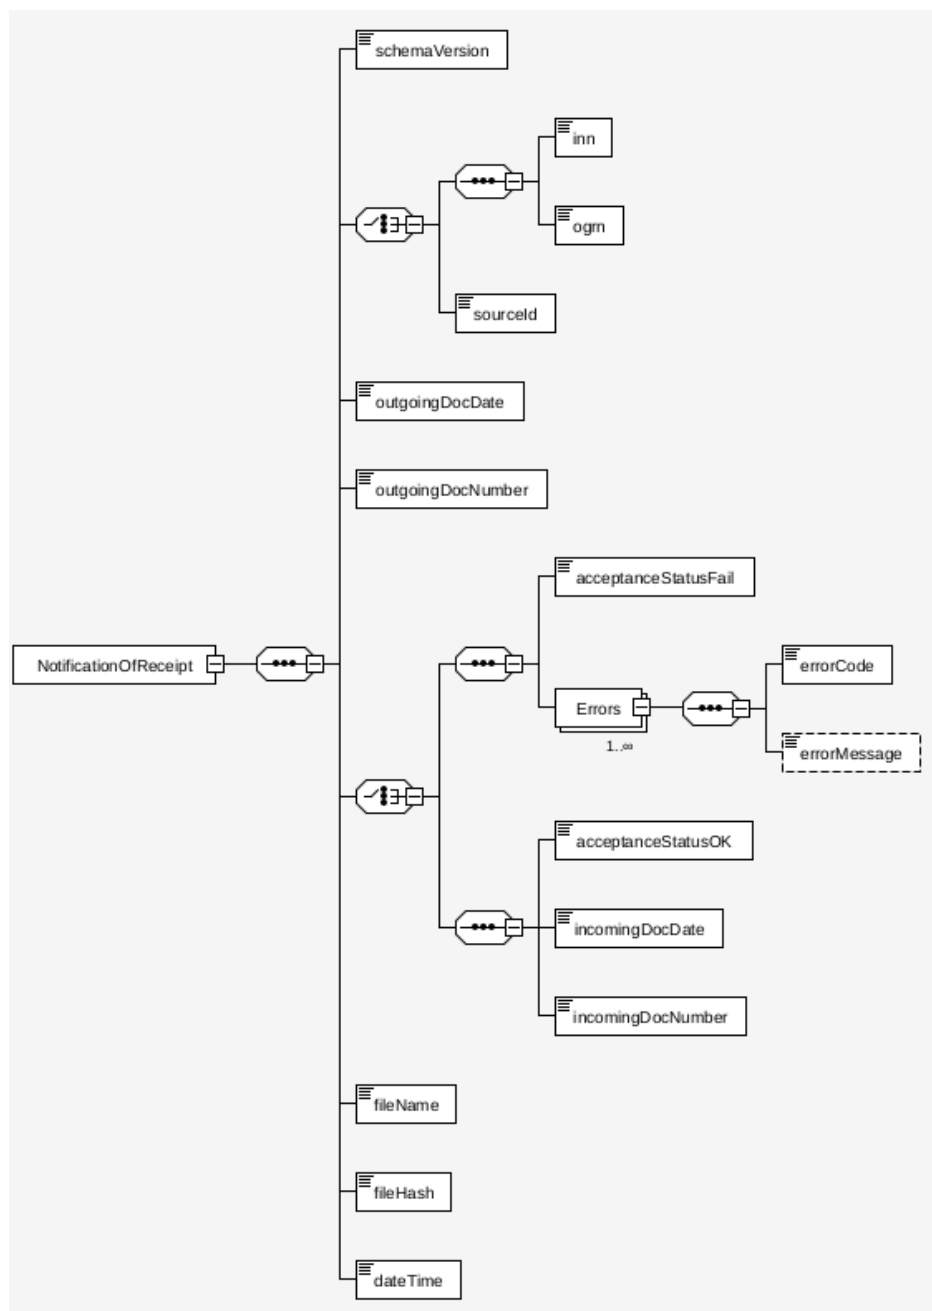 schemaVersion
inn
ogrn
sourceId
outgoingDocDate
outgoingDocNumber
acceptanceStatusFail
NotificationOfReceipt
errorCode
Errors
1..∞
errorMessage
acceptanceStatusOK
incomingDocDate
incomingDocNumber
fileName
fileHash
dateTime